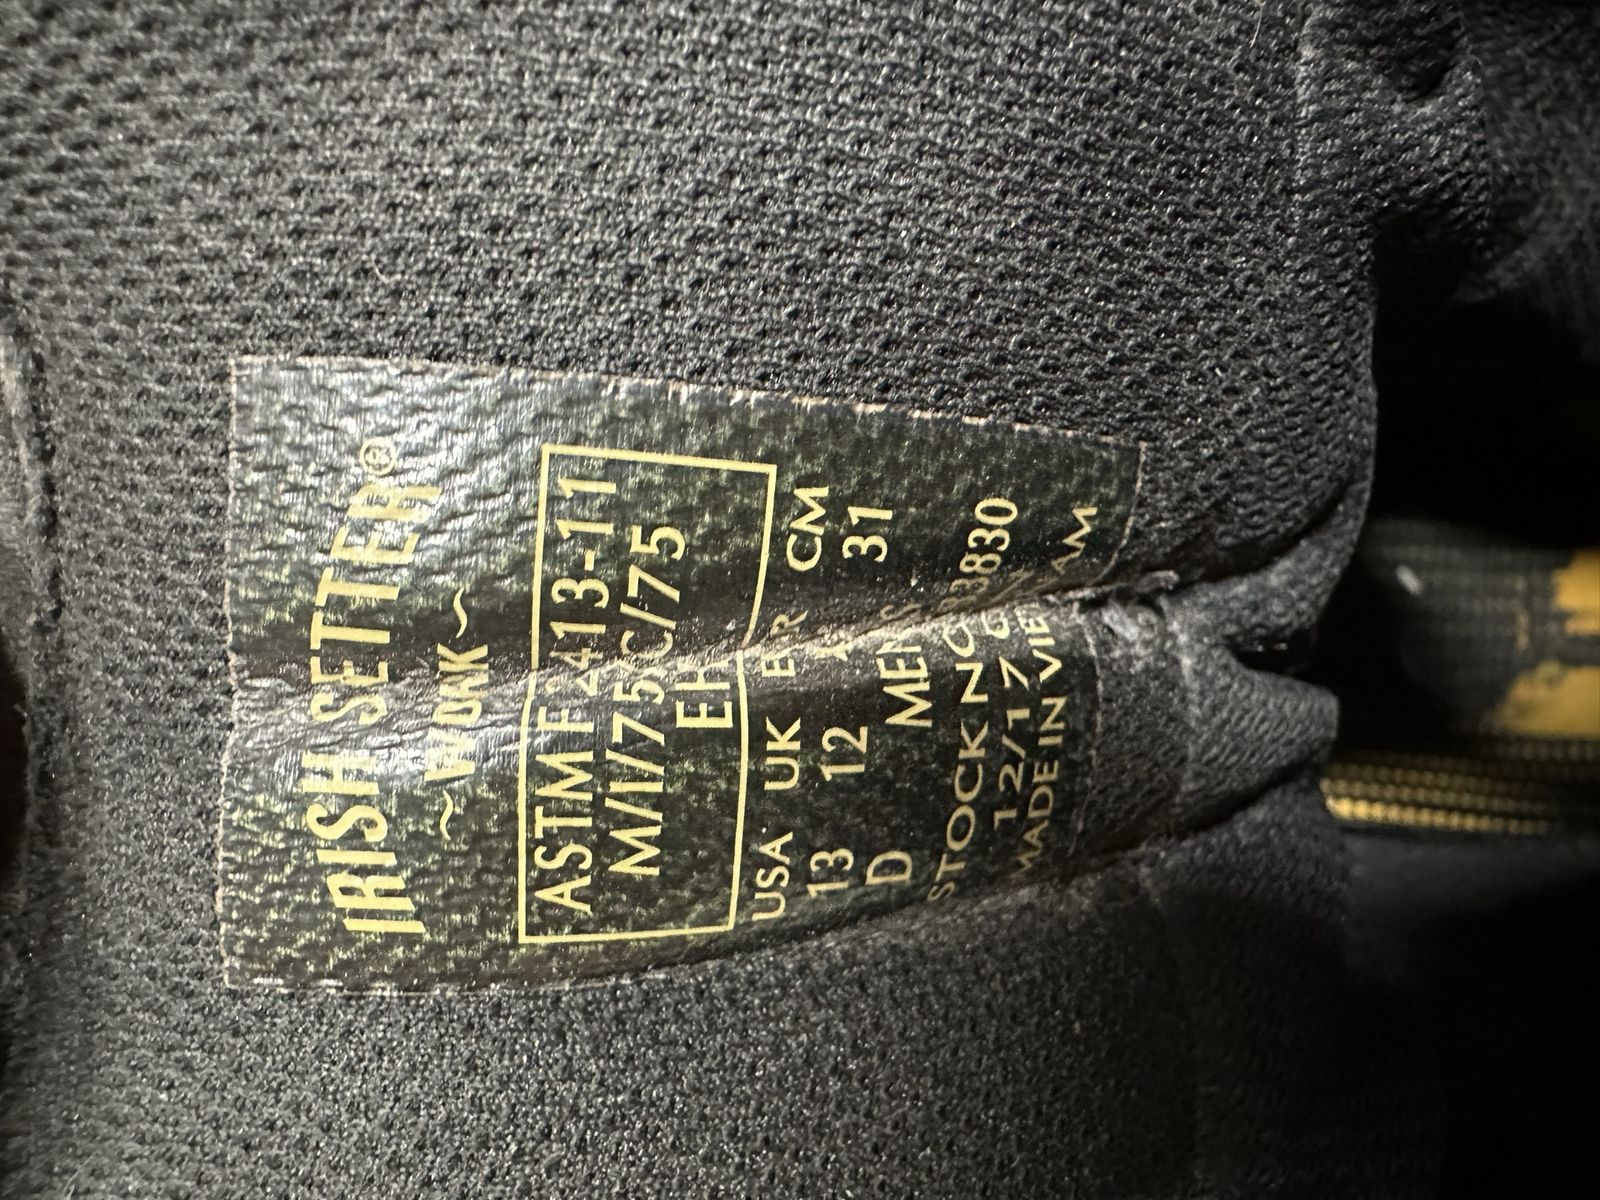 IRISH SETTER®
~WORK~
ASTM F2413-11
M/I/75 C/75
EH
USA UK EUR CM
13 12 31
D MENS
STOCK NO. 83830
12/17
MADE IN VIETNAM